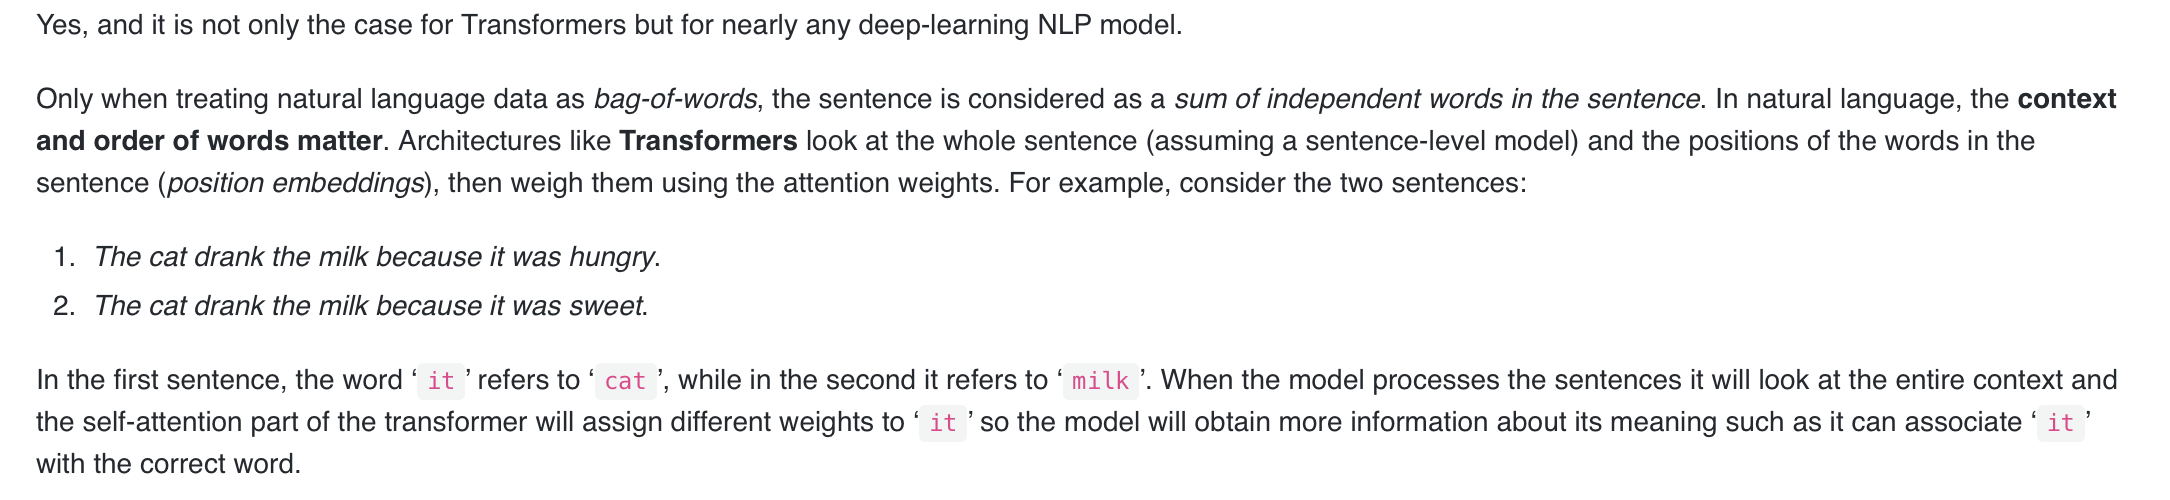 Yes, and it is not only the case for Transformers but for nearly any deep-learning NLP model.
Only when treating natural language data as bag-of-words, the sentence is considered as a sum of independent words in the sentence. In natural language, the context
and order of words matter. Architectures like Transformers look at the whole sentence (assuming a sentence-level model) and the positions of the words in the
sentence (position embeddings), then weigh them using the attention weights. For example, consider the two sentences:
1. The cat drank the milk because it was hungry.
2. The cat drank the milk because it was sweet.
In the first sentence, the word ‘it’ refers to ‘cat’, while in the second it refers to ‘milk’. When the model processes the sentences it will look at the entire context and
the self-attention part of the transformer will assign different weights to ‘it’ so the model will obtain more information about its meaning such as it can associate ‘it’
with the correct word.